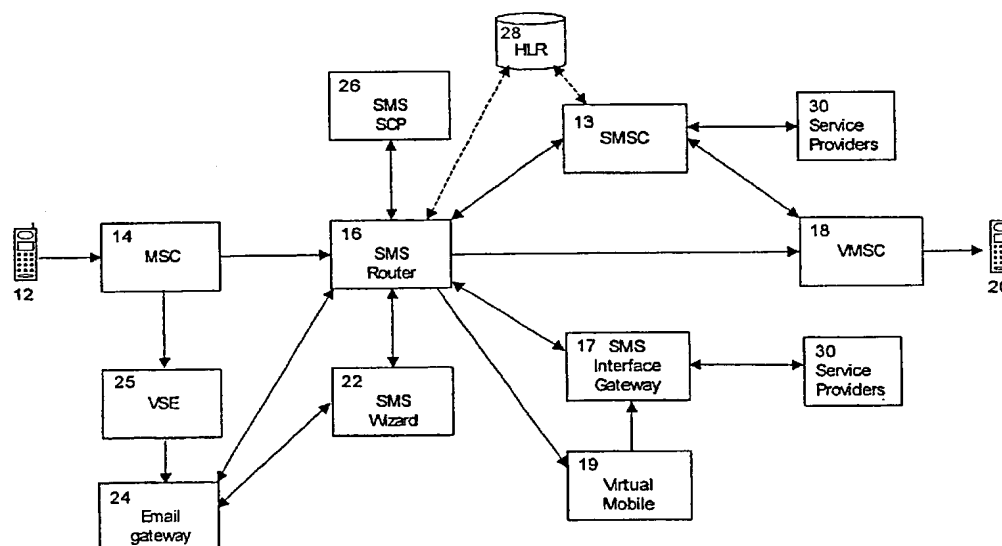 28
HLR
26
SMS
SCP
13
SMSC
30
Service
Providers
14
MSC
16
SMS
Router
18
VMSC
12
20
17 SMS
Interface
Gateway
30
Service
Providers
25
VSE
22
SMS
Wizard
24
Email
gateway
19
Virtual
Mobile